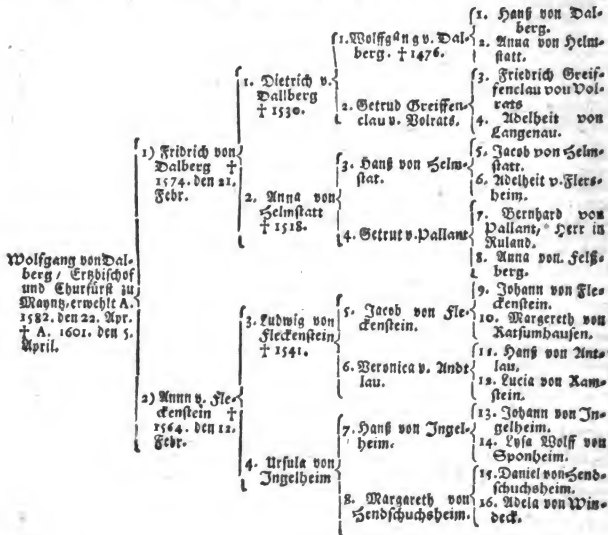 Wolfgang von Dal-
berg / Ertzbischof
und Churfürst zu
Mayntz, erwehlt A.
1582. den 22. Apr.
† A. 1601. den 5.
April.
1) Fridrich von
Dalberg †
1574. den 21.
Febr.
2) Annn v. Fle-
ckenstein †
1564. den 12.
Febr.
1. Dietrich v.
Dallberg
† 1530.
2. Anna von
Helmstatt
† 1518.
3. Ludwig von
Fleckenstein
† 1541.
4. Ursula von
Ingelheim
1. Wolffgang v. Dal-
berg. † 1476.
2. Getrud Greiffen-
clau v. Volrats.
3. Hanß von Helm-
stat.
4. Getrut v. Pallant
5. Jacob von Fle-
ckenstein.
6. Veronica v. Andt
lau.
7. Hanß von Ingel-
heim.
8. Margareth von
Hendschuchsheim.
1. Hanß von Dal-
berg.
2. Anna von Helm-
statt.
3. Friedrich Greif-
fenclau vou Vol-
rats
4. Adelheit von
Langenau.
5. Jacob von Helm-
statt.
6. Adelheit v. Flers-
heim.
7. Bernhard von
Pallant, Herr in
Ruland.
8. Anna von. Felß-
berg.
9. Johann von Fle-
ckenstein.
10. Margereth von
Ratsumhausen.
11. Hanß von Ant-
lau.
12. Lucia von Ram-
stein.
13. Johann von In-
gelheim.
14. Lysa Wolff von
Sponheim.
15. Daniel von Hend-
schuchsheim.
16. Adela von Win-
deck.